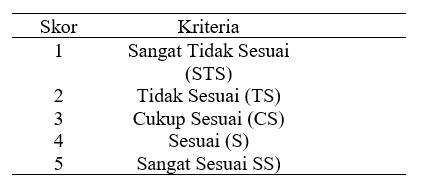 Skor Kriteria
1 Sangat Tidak Sesuai
(STS)
2 Tidak Sesuai (TS)
3 Cukup Sesuai (CS)
4 Sesuai (S)
5 Sangat Sesuai SS)